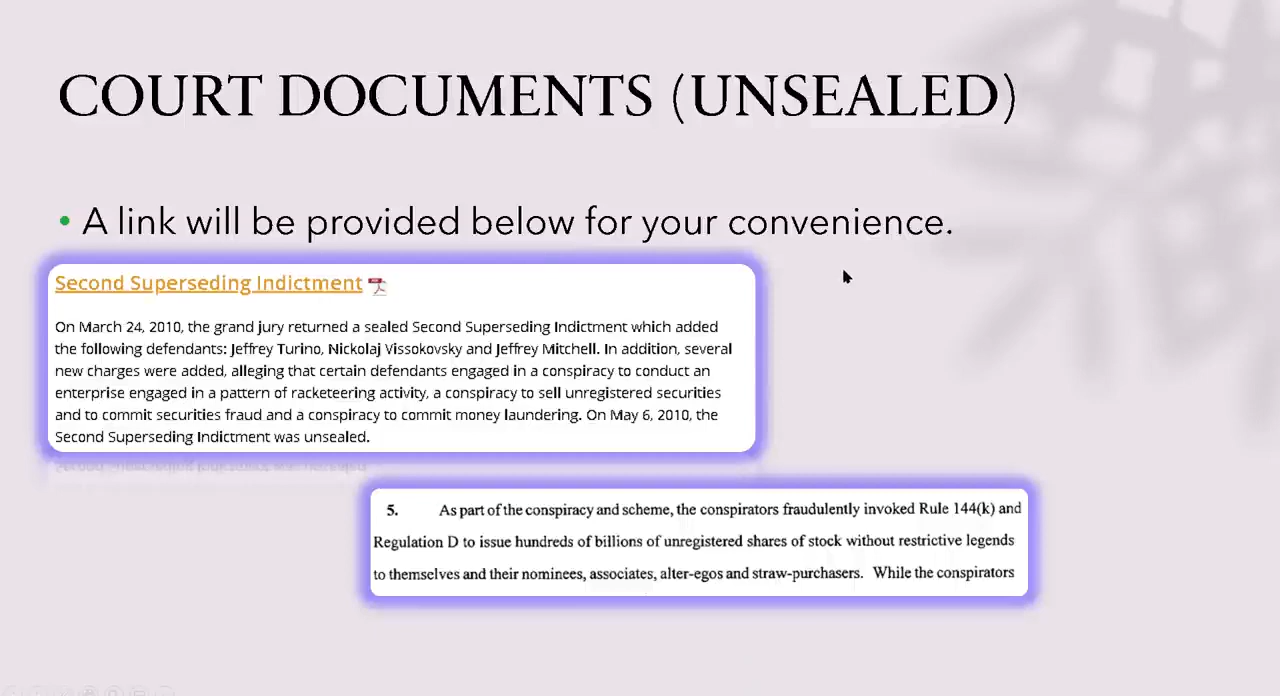 COURT DOCUMENTS (UNSEALED)
• A link will be provided below for your convenience.
Second Superseding Indictment
On March 24, 2010, the grand jury returned a sealed Second Superseding Indictment which added
the following defendants: Jeffrey Turino, Nickolaj Vissokovsky and Jeffrey Mitchell. In addition, several
new charges were added, alleging that certain defendants engaged in a conspiracy to conduct an
enterprise engaged in a pattern of racketeering activity, a conspiracy to sell unregistered securities
and to commit securities fraud and a conspiracy to commit money laundering. On May 6, 2010, the
Second Superseding Indictment was unsealed.
5. As part of the conspiracy and scheme, the conspirators fraudulently invoked Rule 144(k) and
Regulation D to issue hundreds of billions of unregistered shares of stock without restrictive legends
to themselves and their nominees, associates, alter-egos and straw-purchasers. While the conspirators